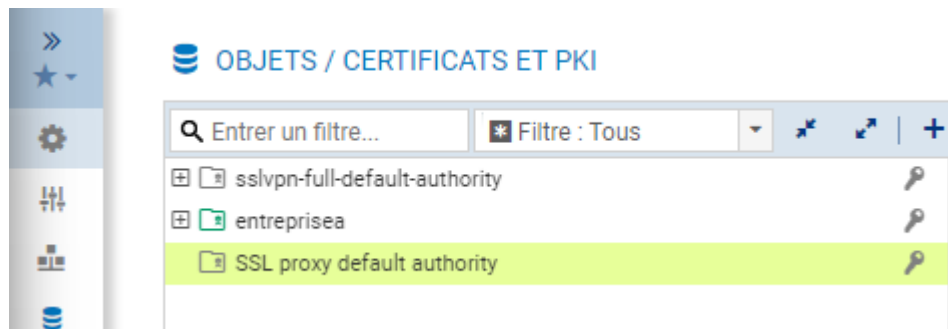 OBJETS / CERTIFICATS ET PKI
Entrer un filtre... Filtre : Tous
sslvpn-full-default-authority
entreprisea
SSL proxy default authority